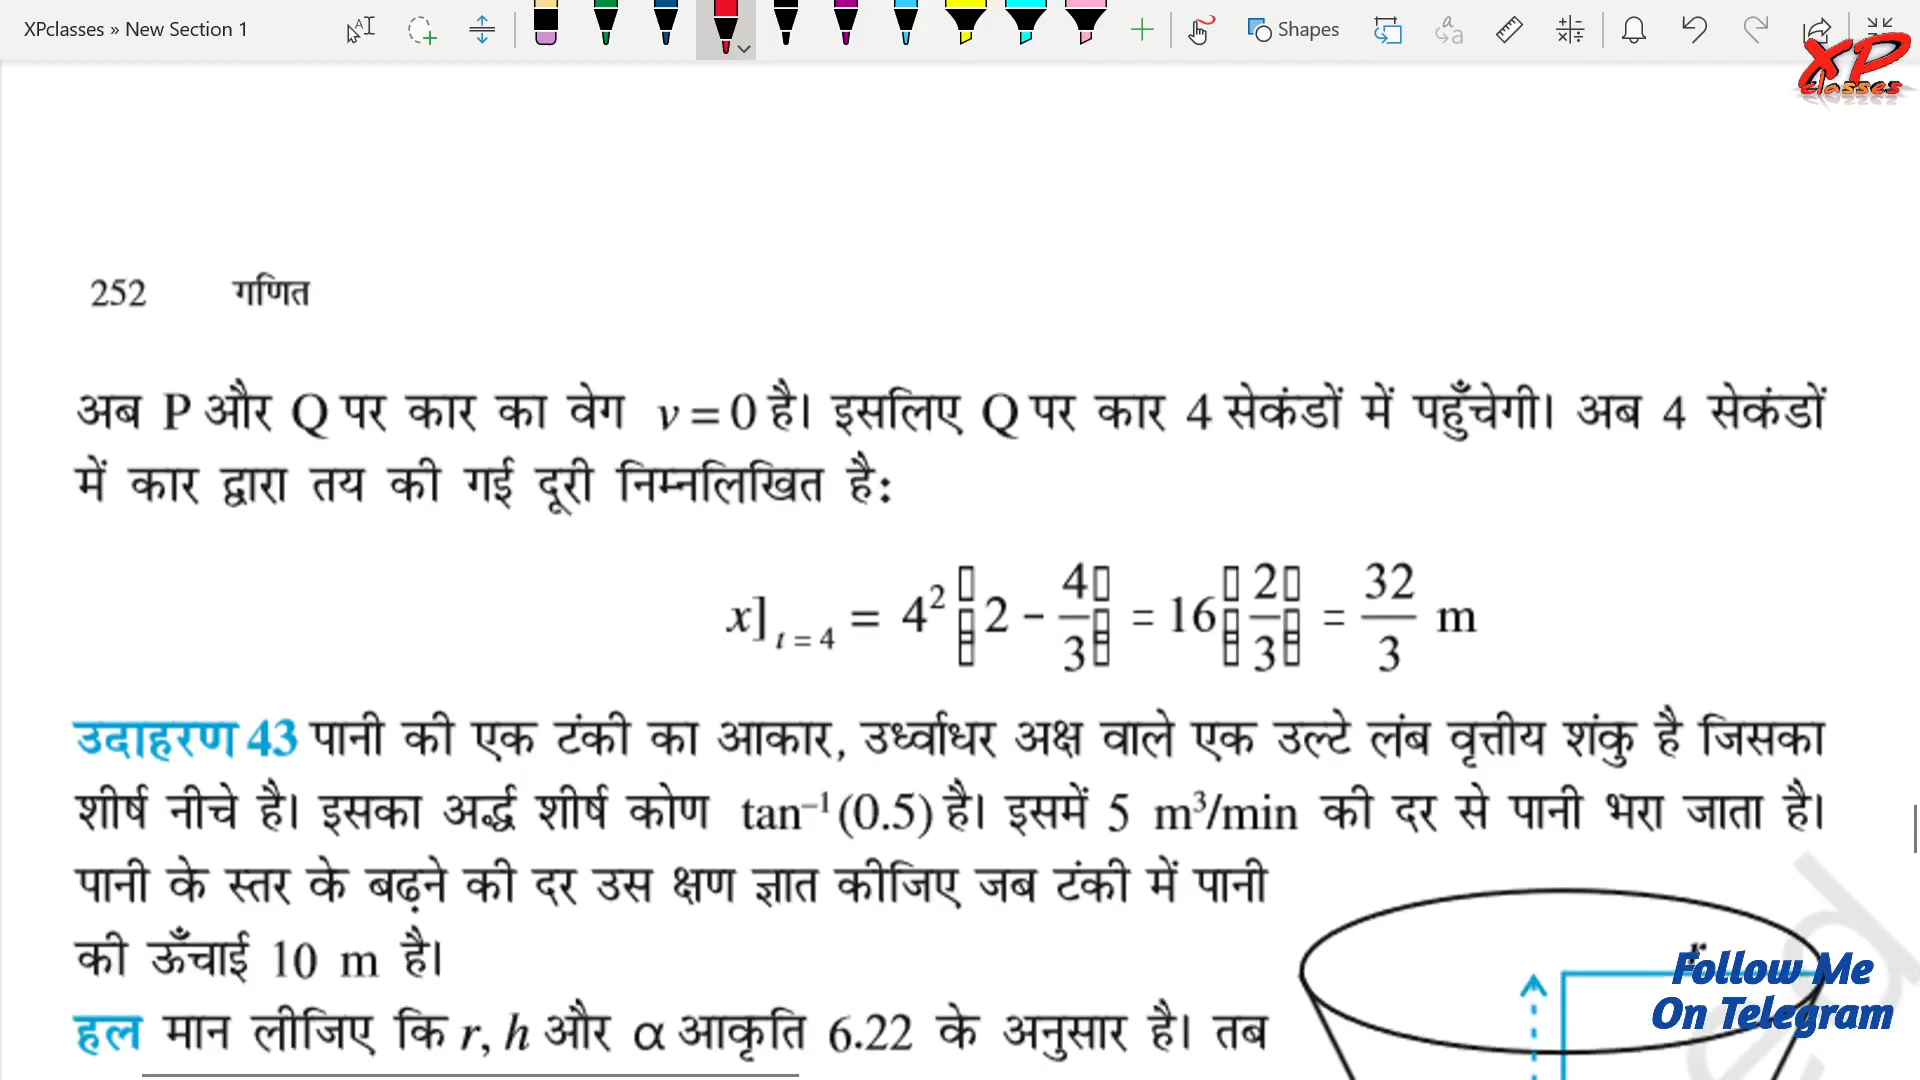 XPclasses » New Section 1
Shapes
XP
classes
252 गणित
अब P और Q पर कार का वेग v = 0 है। इसलिए Q पर कार 4 सेकंडों में पहुँचेगी। अब 4 सेकंडों
में कार द्वारा तय की गई दूरी निम्नलिखित है:
x]t = 4 = 4² (2 − 4/3) = 16(2/3) = 32/3 m
उदाहरण 43 पानी की एक टंकी का आकार, उर्ध्वाधर अक्ष वाले एक उल्टे लंब वृत्तीय शंकु है जिसका
शीर्ष नीचे है। इसका अर्द्ध शीर्ष कोण tan⁻¹ (0.5) है। इसमें 5 m³/min की दर से पानी भरा जाता है।
पानी के स्तर के बढ़ने की दर उस क्षण ज्ञात कीजिए जब टंकी में पानी
की ऊँचाई 10 m है।
हल मान लीजिए कि r, h और α आकृति 6.22 के अनुसार है। तब
r
Follow Me
On Telegram